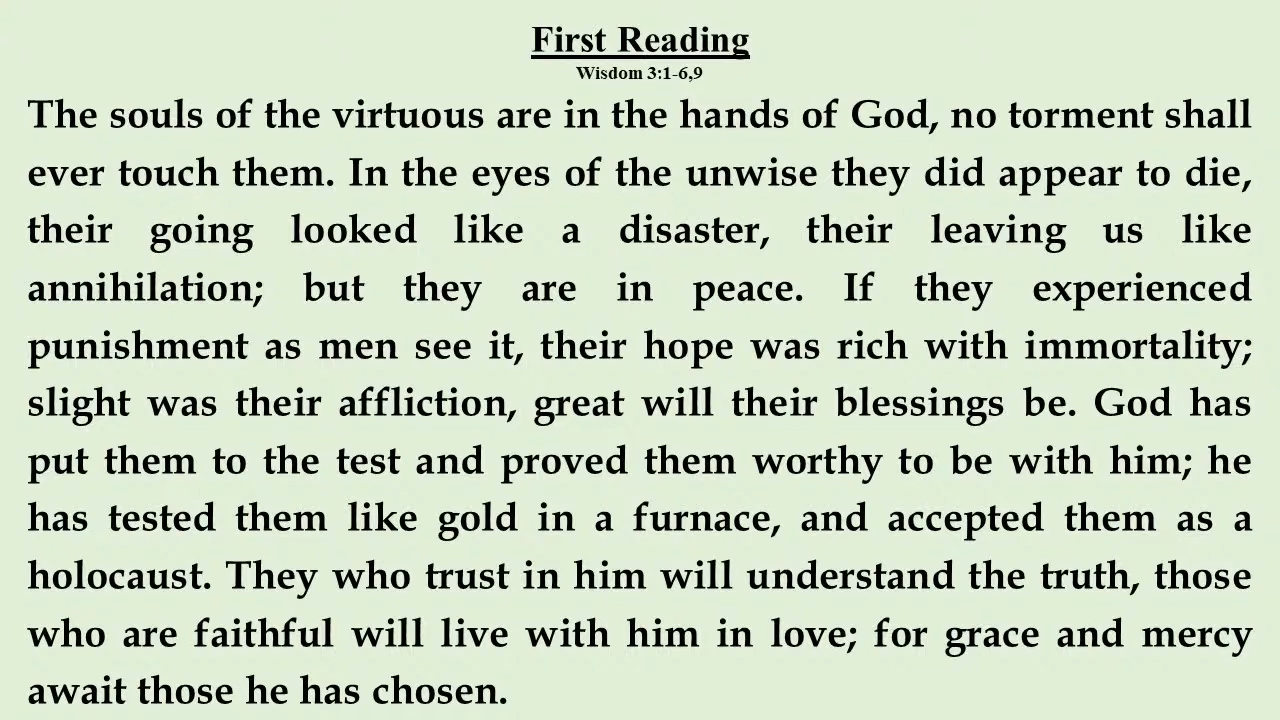 First Reading
Wisdom 3:1-6,9
The souls of the virtuous are in the hands of God, no torment shall
ever touch them. In the eyes of the unwise they did appear to die,
their going looked like a disaster, their leaving us like
annihilation; but they are in peace. If they experienced
punishment as men see it, their hope was rich with immortality;
slight was their affliction, great will their blessings be. God has
put them to the test and proved them worthy to be with him; he
has tested them like gold in a furnace, and accepted them as a
holocaust. They who trust in him will understand the truth, those
who are faithful will live with him in love; for grace and mercy
await those he has chosen.